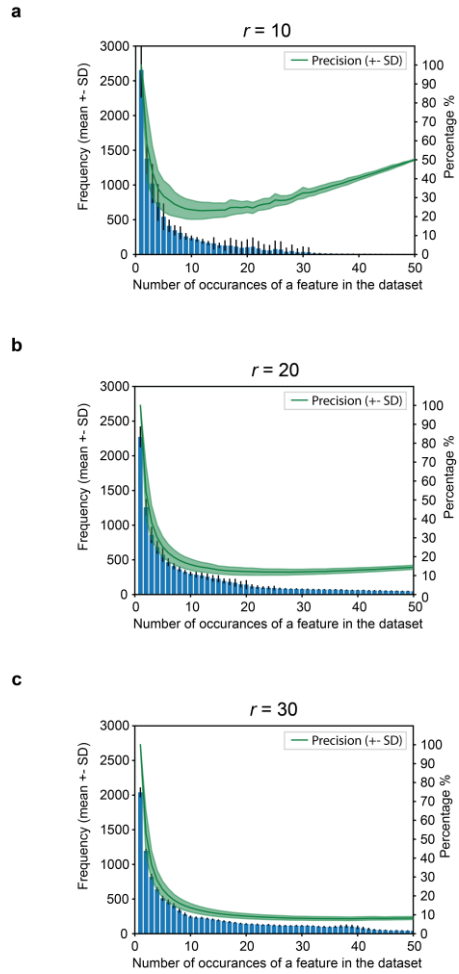 a
r = 10
Precision (+- SD)
Frequency (mean +- SD)
3000
2500
2000
1500
1000
500
0
100
90
80
70
60
50
40
30
20
10
0
Percentage %
0 10 20 30 40 50
Number of occurances of a feature in the dataset
b
r = 20
Precision (+- SD)
Frequency (mean +- SD)
3000
2500
2000
1500
1000
500
0
100
90
80
70
60
50
40
30
20
10
0
Percentage %
0 10 20 30 40 50
Number of occurances of a feature in the dataset
c
r = 30
Precision (+- SD)
Frequency (mean +- SD)
3000
2500
2000
1500
1000
500
0
100
90
80
70
60
50
40
30
20
10
0
Percentage %
0 10 20 30 40 50
Number of occurances of a feature in the dataset